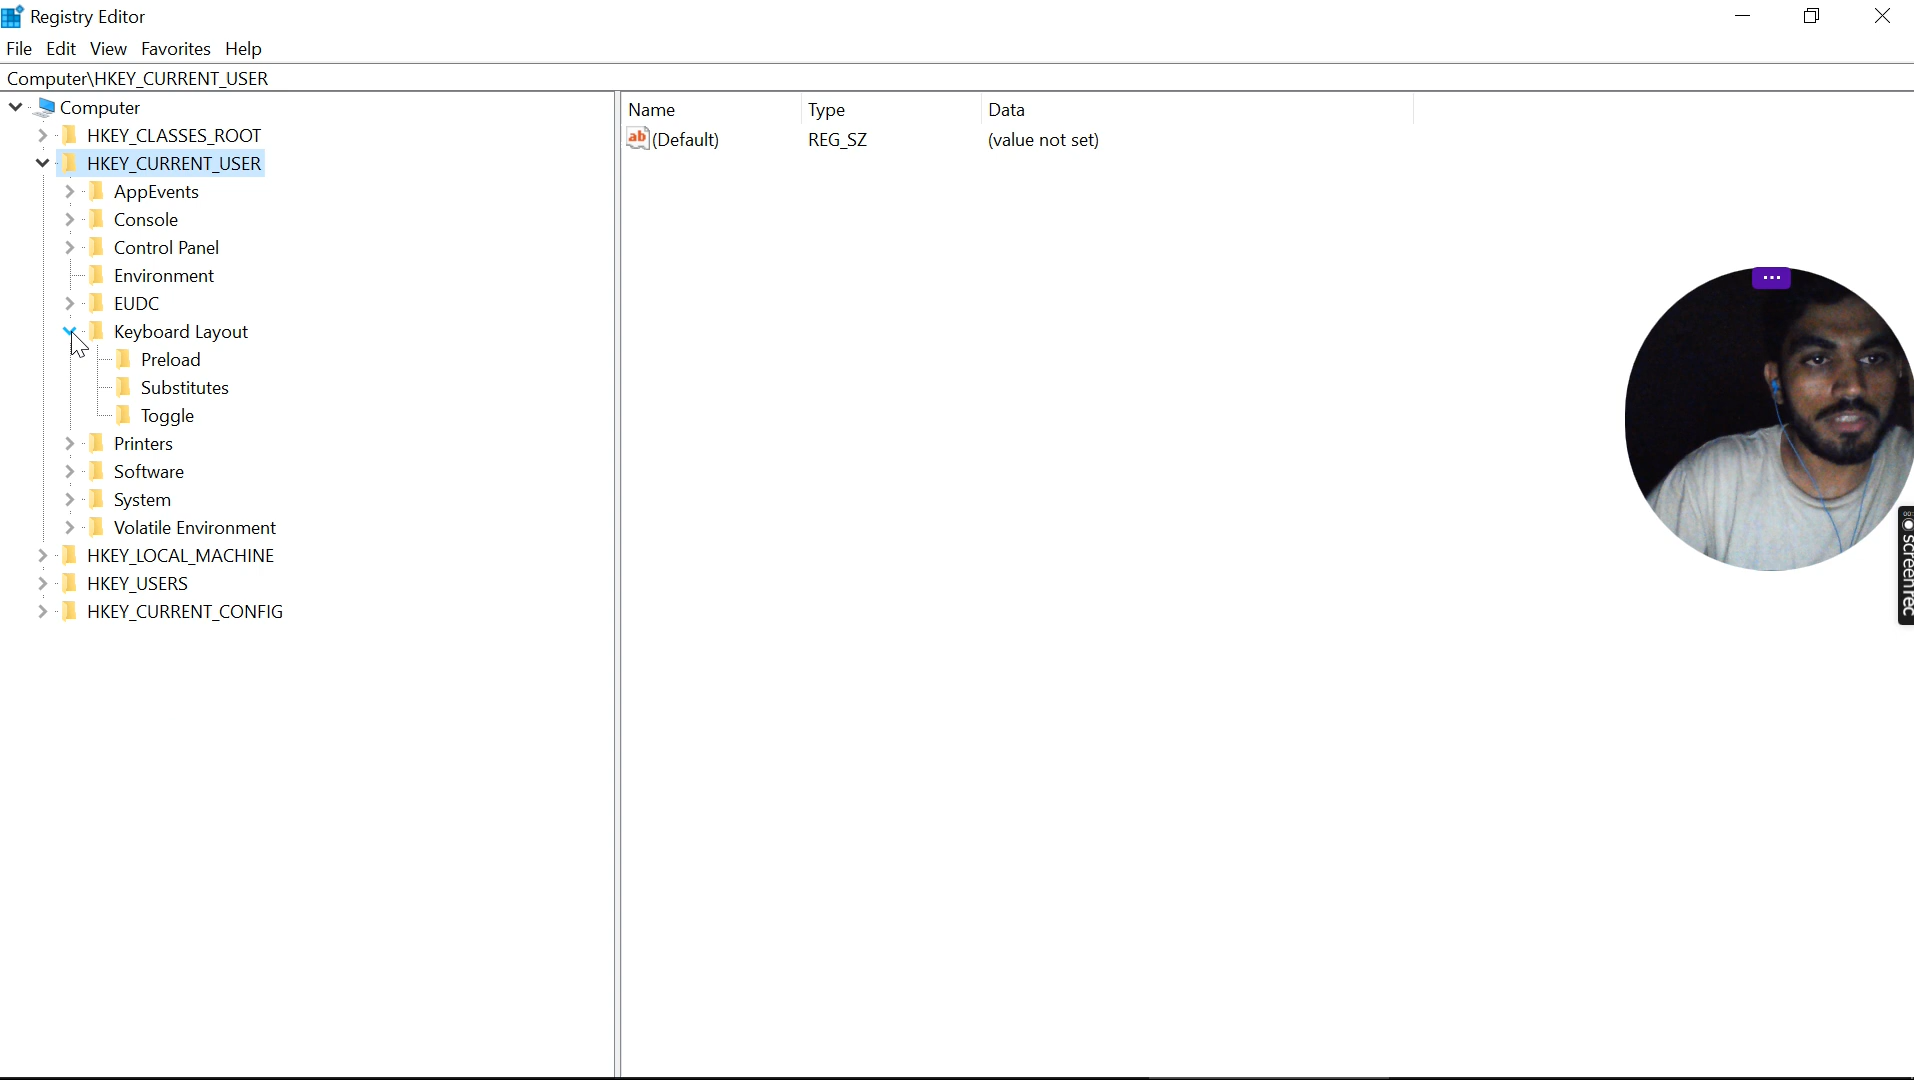 Registry Editor
File Edit View Favorites Help
Computer\HKEY_CURRENT_USER
Computer
HKEY_CLASSES_ROOT
HKEY_CURRENT_USER
AppEvents
Console
Control Panel
Environment
EUDC
Keyboard Layout
Preload
Substitutes
Toggle
Printers
Software
System
Volatile Environment
HKEY_LOCAL_MACHINE
HKEY_USERS
HKEY_CURRENT_CONFIG
Name Type Data
ab (Default) REG_SZ (value not set)
screenrec